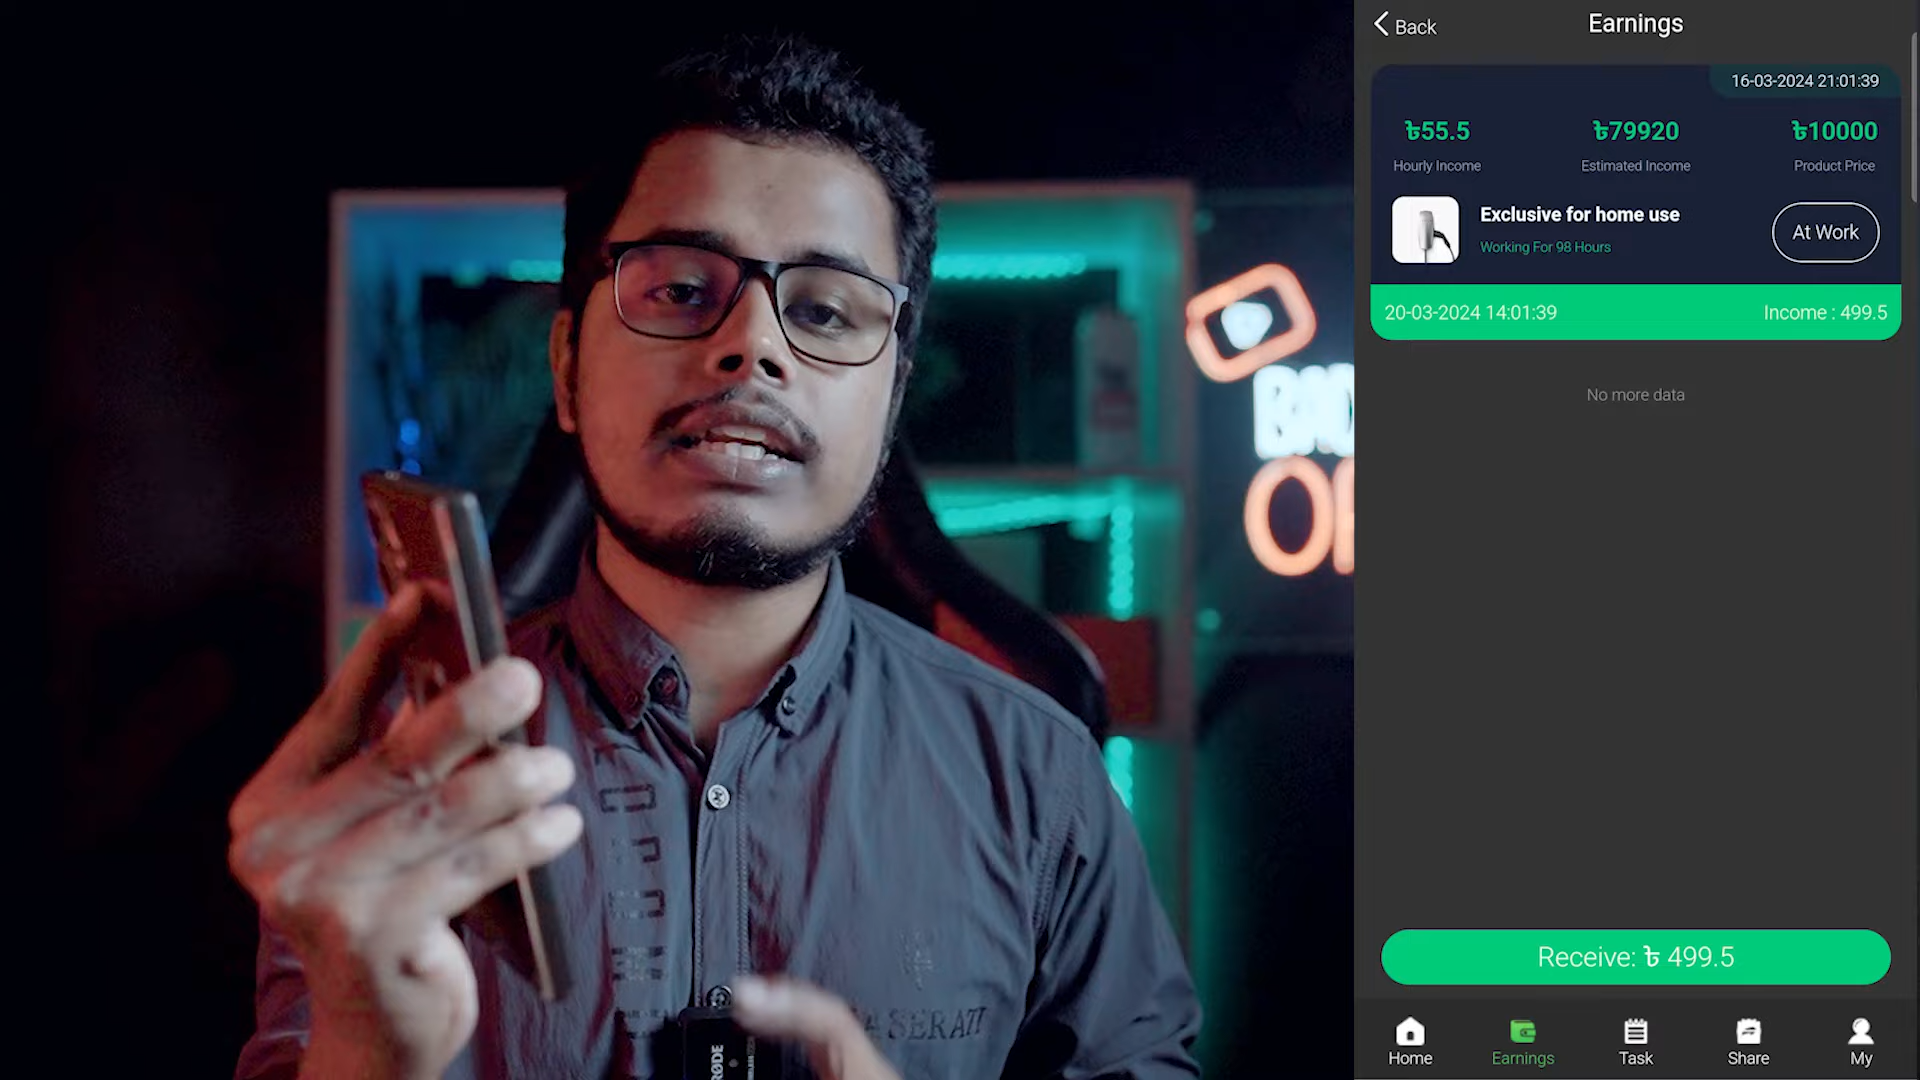 Back
Earnings
16-03-2024 21:01:39
৳55.5
৳79920
৳10000
Hourly Income
Estimated Income
Product Price
Exclusive for home use
Working For 98 Hours
At Work
20-03-2024 14:01:39
Income : 499.5
No more data
Receive: ৳ 499.5
Home
Earnings
Task
Share
My
RODE